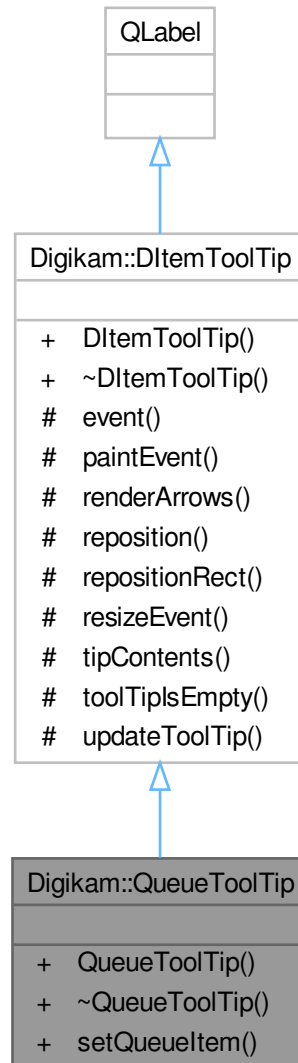 QLabel
Digikam::DItemToolTip
+ DItemToolTip()
+ ~DItemToolTip()
# event()
# paintEvent()
# renderArrows()
# reposition()
# repositionRect()
# resizeEvent()
# tipContents()
# toolTipIsEmpty()
# updateToolTip()
Digikam::QueueToolTip
+ QueueToolTip()
+ ~QueueToolTip()
+ setQueueItem()